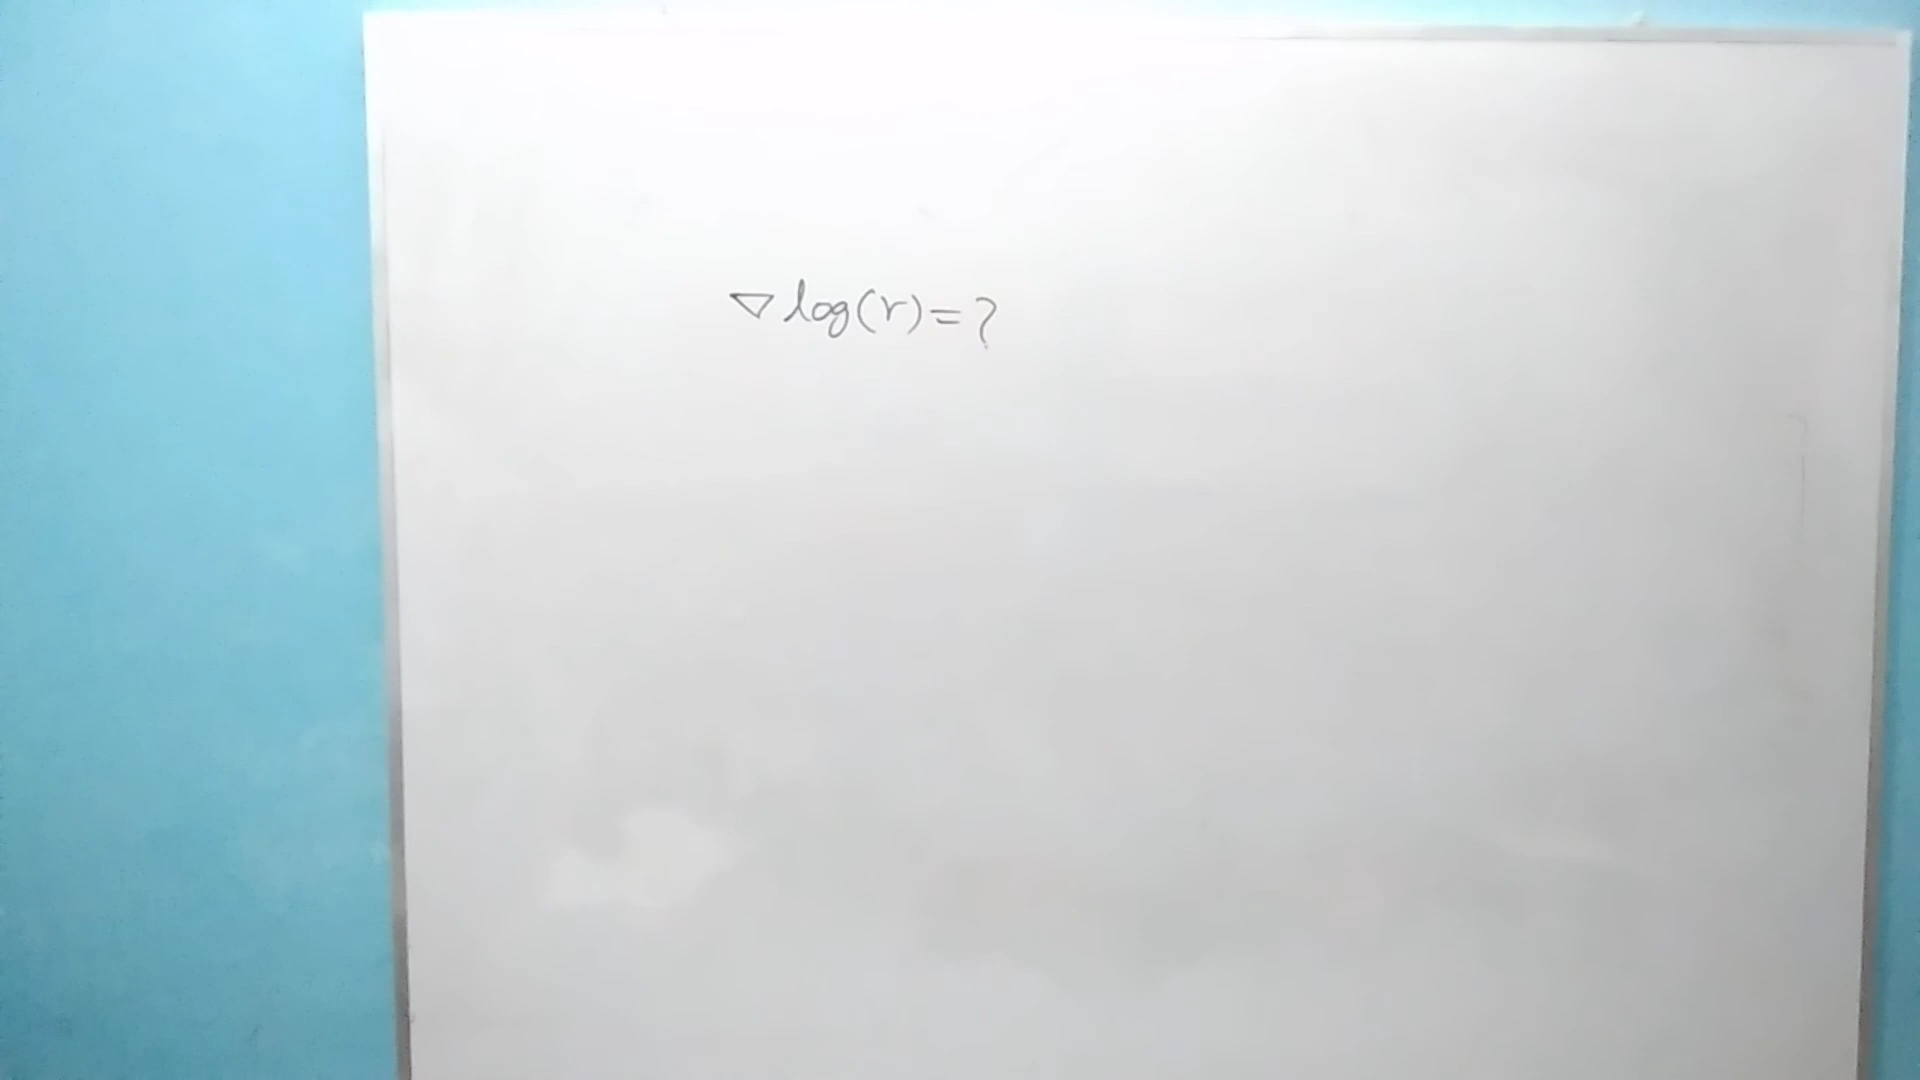 ∇ log(r) = ?